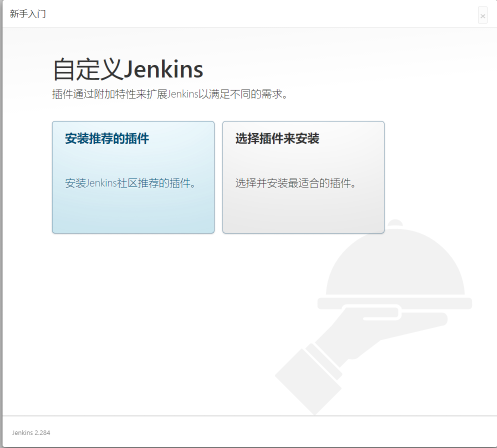 新手入门
×
自定义Jenkins
插件通过附加特性来扩展Jenkins以满足不同的需求。
安装推荐的插件
选择插件来安装
安装Jenkins社区推荐的插件。
选择并安装最适合的插件。
Jenkins 2.284